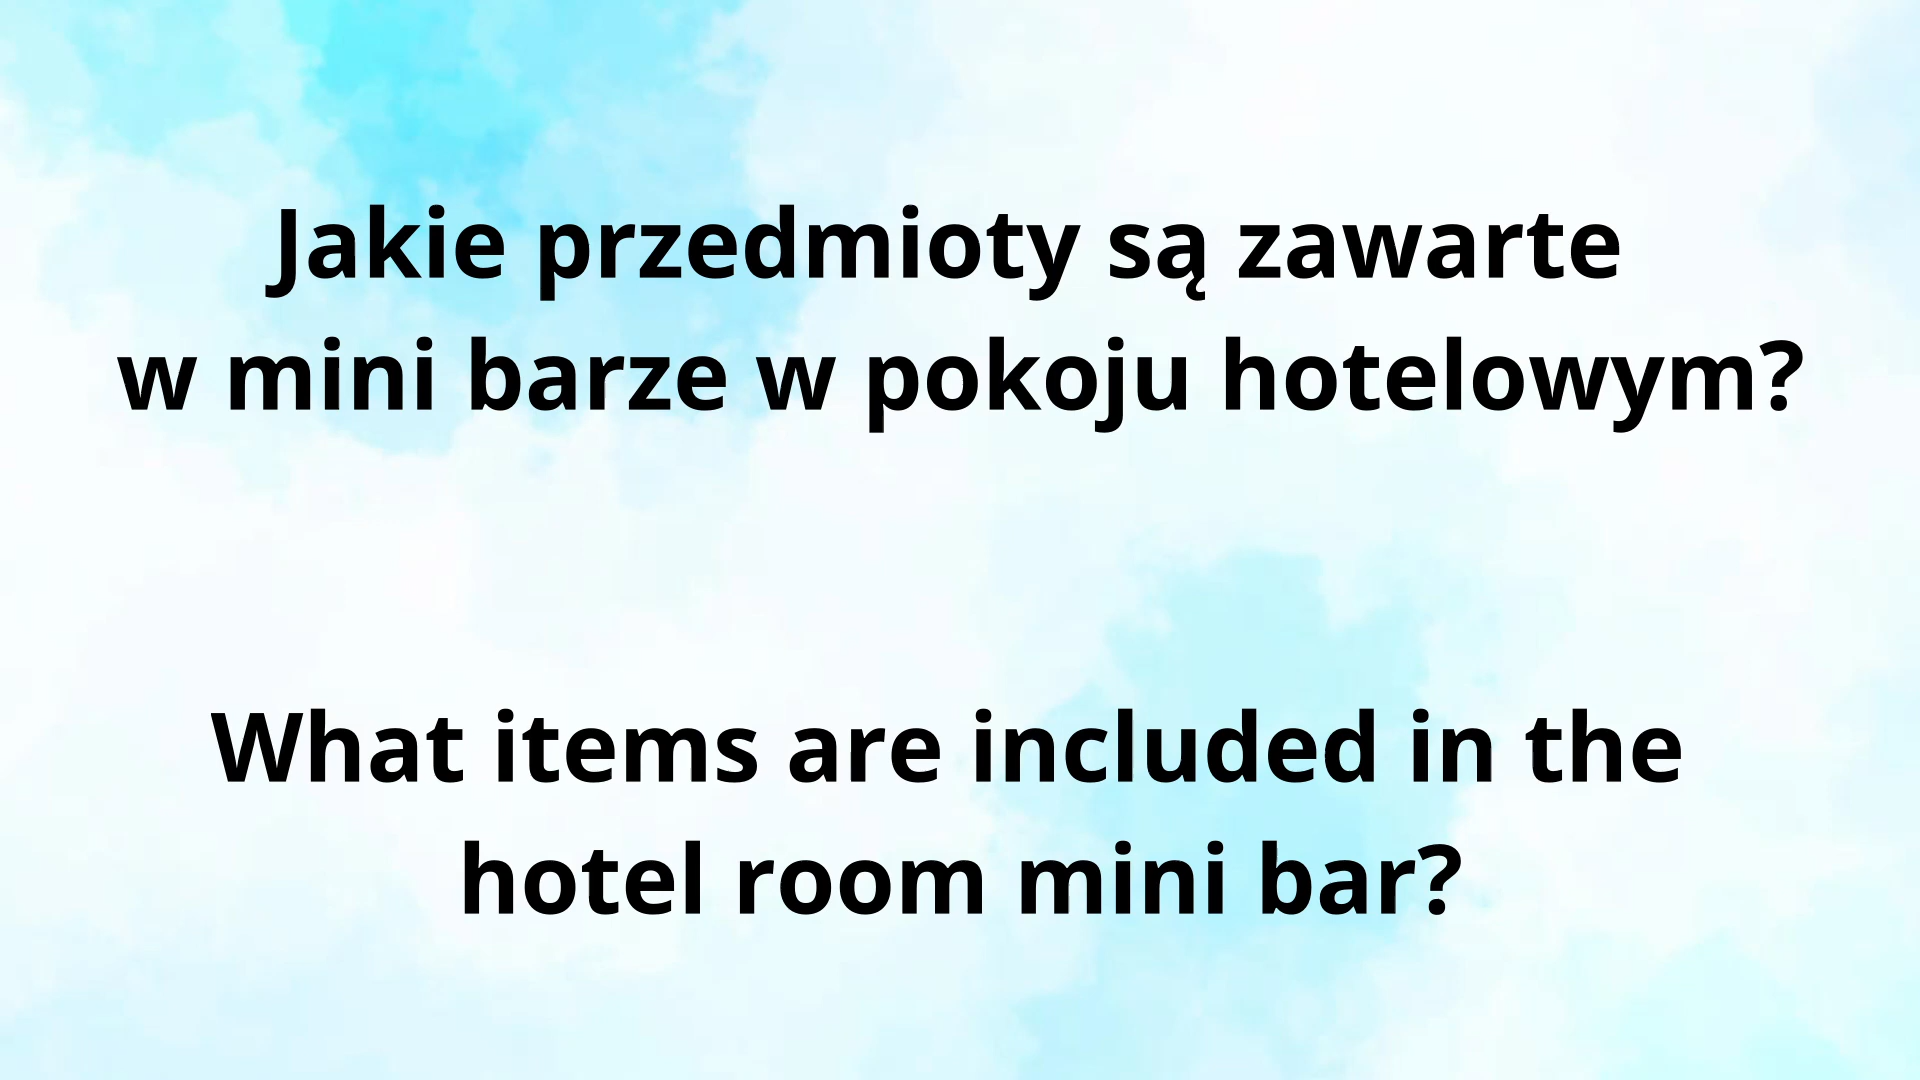 Jakie przedmioty są zawarte
w mini barze w pokoju hotelowym?
What items are included in the
hotel room mini bar?